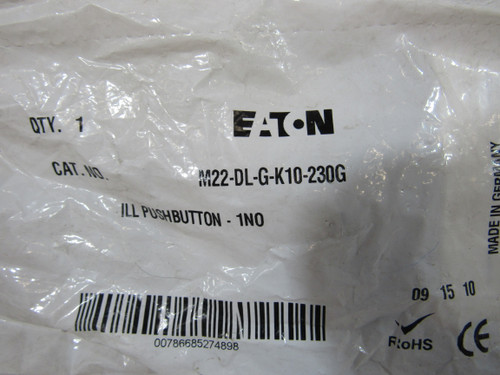 QTY. 1
EATON
CAT. NO.
M22-DL-G-K10-230G
ILL PUSHBUTTON - 1NO
MADE IN GERMANY
09 15 10
RoHS
CE
00786685274898